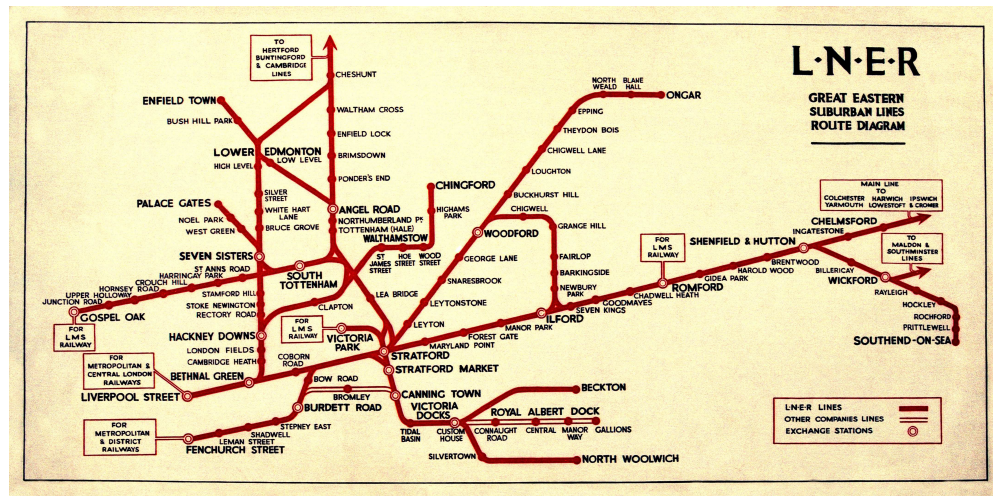 L·N·E·R
GREAT EASTERN
SUBURBAN LINES
ROUTE DIAGRAM
TO
HERTFORD
BUNTINGFORD
& CAMBRIDGE
LINES
CHESHUNT
WALTHAM CROSS
ENFIELD LOCK
BRIMSDOWN
PONDER'S END
ANGEL ROAD
NORTHUMBERLAND PK
TOTTENHAM (HALE)
ENFIELD TOWN
BUSH HILL PARK
LOWER EDMONTON
HIGH LEVEL
LOW LEVEL
SILVER
STREET
WHITE HART
LANE
BRUCE GROVE
PALACE GATES
NOEL PARK
WEST GREEN
SEVEN SISTERS
ST ANNS ROAD
HARRINGAY PARK
CROUCH HILL
HORNSEY ROAD
UPPER HOLLOWAY
JUNCTION ROAD
GOSPEL OAK
FOR
LMS
RAILWAY
SOUTH
TOTTENHAM
STAMFORD HILL
STOKE NEWINGTON
RECTORY ROAD
HACKNEY DOWNS
LONDON FIELDS
CAMBRIDGE HEATH
BETHNAL GREEN
LIVERPOOL STREET
FOR
METROPOLITAN &
CENTRAL LONDON
RAILWAYS
FOR
METROPOLITAN
& DISTRICT
RAILWAYS
FENCHURCH STREET
LEMAN STREET
SHADWELL
STEPNEY EAST
BURDETT ROAD
BOW ROAD
BROMLEY
COBORN
ROAD
CLAPTON
FOR
LMS
RAILWAY
VICTORIA
PARK
LEA BRIDGE
STRATFORD
STRATFORD MARKET
CANNING TOWN
VICTORIA
DOCKS
TIDAL
BASIN
CUSTOM
HOUSE
ROYAL ALBERT DOCK
CONNAUGHT
ROAD
CENTRAL
MANOR
WAY
GALLIONS
BECKTON
SILVERTOWN
NORTH WOOLWICH
CHINGFORD
HIGHAMS
PARK
WALTHAMSTOW
ST
JAMES
STREET
HOE
STREET
WOOD
STREET
NORTH
WEALD
BLAKE
HALL
ONGAR
EPPING
THEYDON BOIS
CHIGWELL LANE
LOUGHTON
BUCKHURST HILL
CHIGWELL
WOODFORD
GRANGE HILL
GEORGE LANE
FAIRLOP
SNARESBROOK
BARKINGSIDE
LEYTONSTONE
NEWBURY
PARK
LEYTON
MARYLAND POINT
FOREST GATE
MANOR PARK
ILFORD
SEVEN KINGS
GOODMAYES
CHADWELL HEATH
FOR
LMS
RAILWAY
ROMFORD
GIDEA PARK
HAROLD WOOD
BRENTWOOD
SHENFIELD & HUTTON
INGATESTONE
CHELMSFORD
MAIN LINE
TO
COLCHESTER HARWICH IPSWICH
YARMOUTH LOWESTOFT & CROMER
TO
MALDON &
SOUTHMINSTER
LINES
BILLERICAY
WICKFORD
RAYLEIGH
HOCKLEY
ROCHFORD
PRITTLEWELL
SOUTHEND-ON-SEA
L·N·E·R LINES
OTHER COMPANIES LINES
EXCHANGE STATIONS